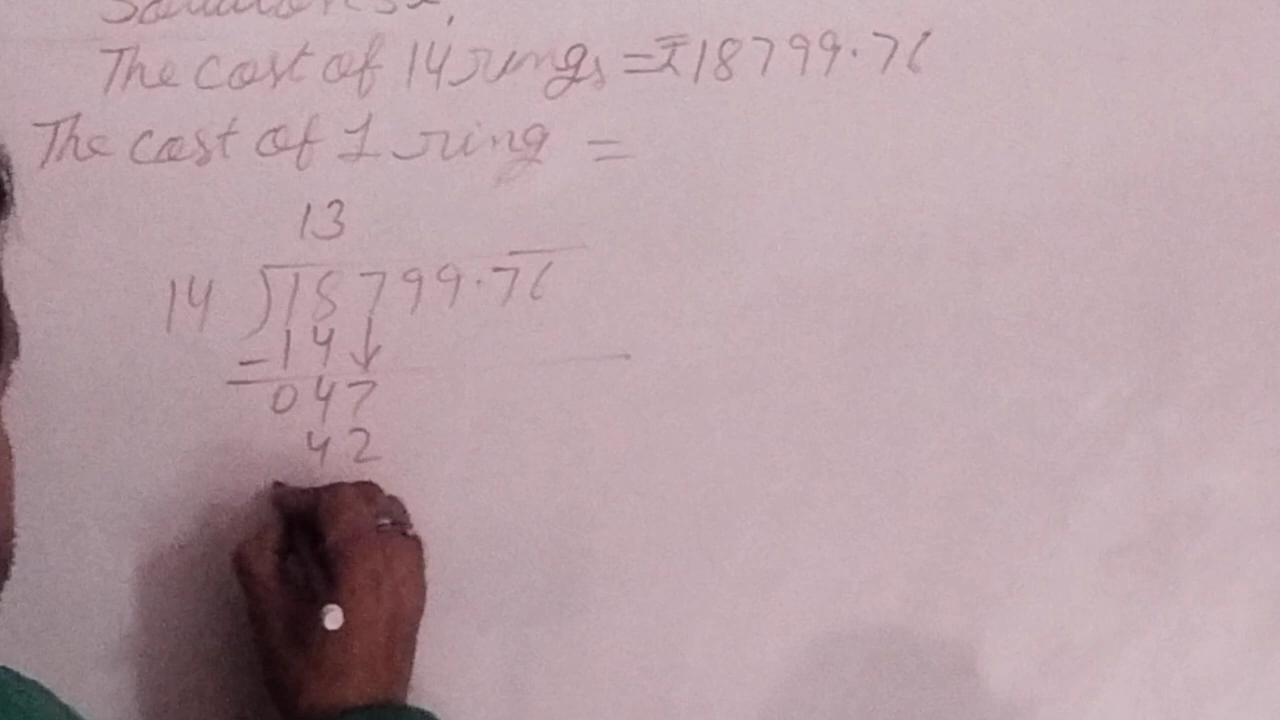 Solution :-
The cost of 14 rings = ₹18799.76
The cost of 1 ring =
13
14 ) 18799.76
- 14 ↓
047
42